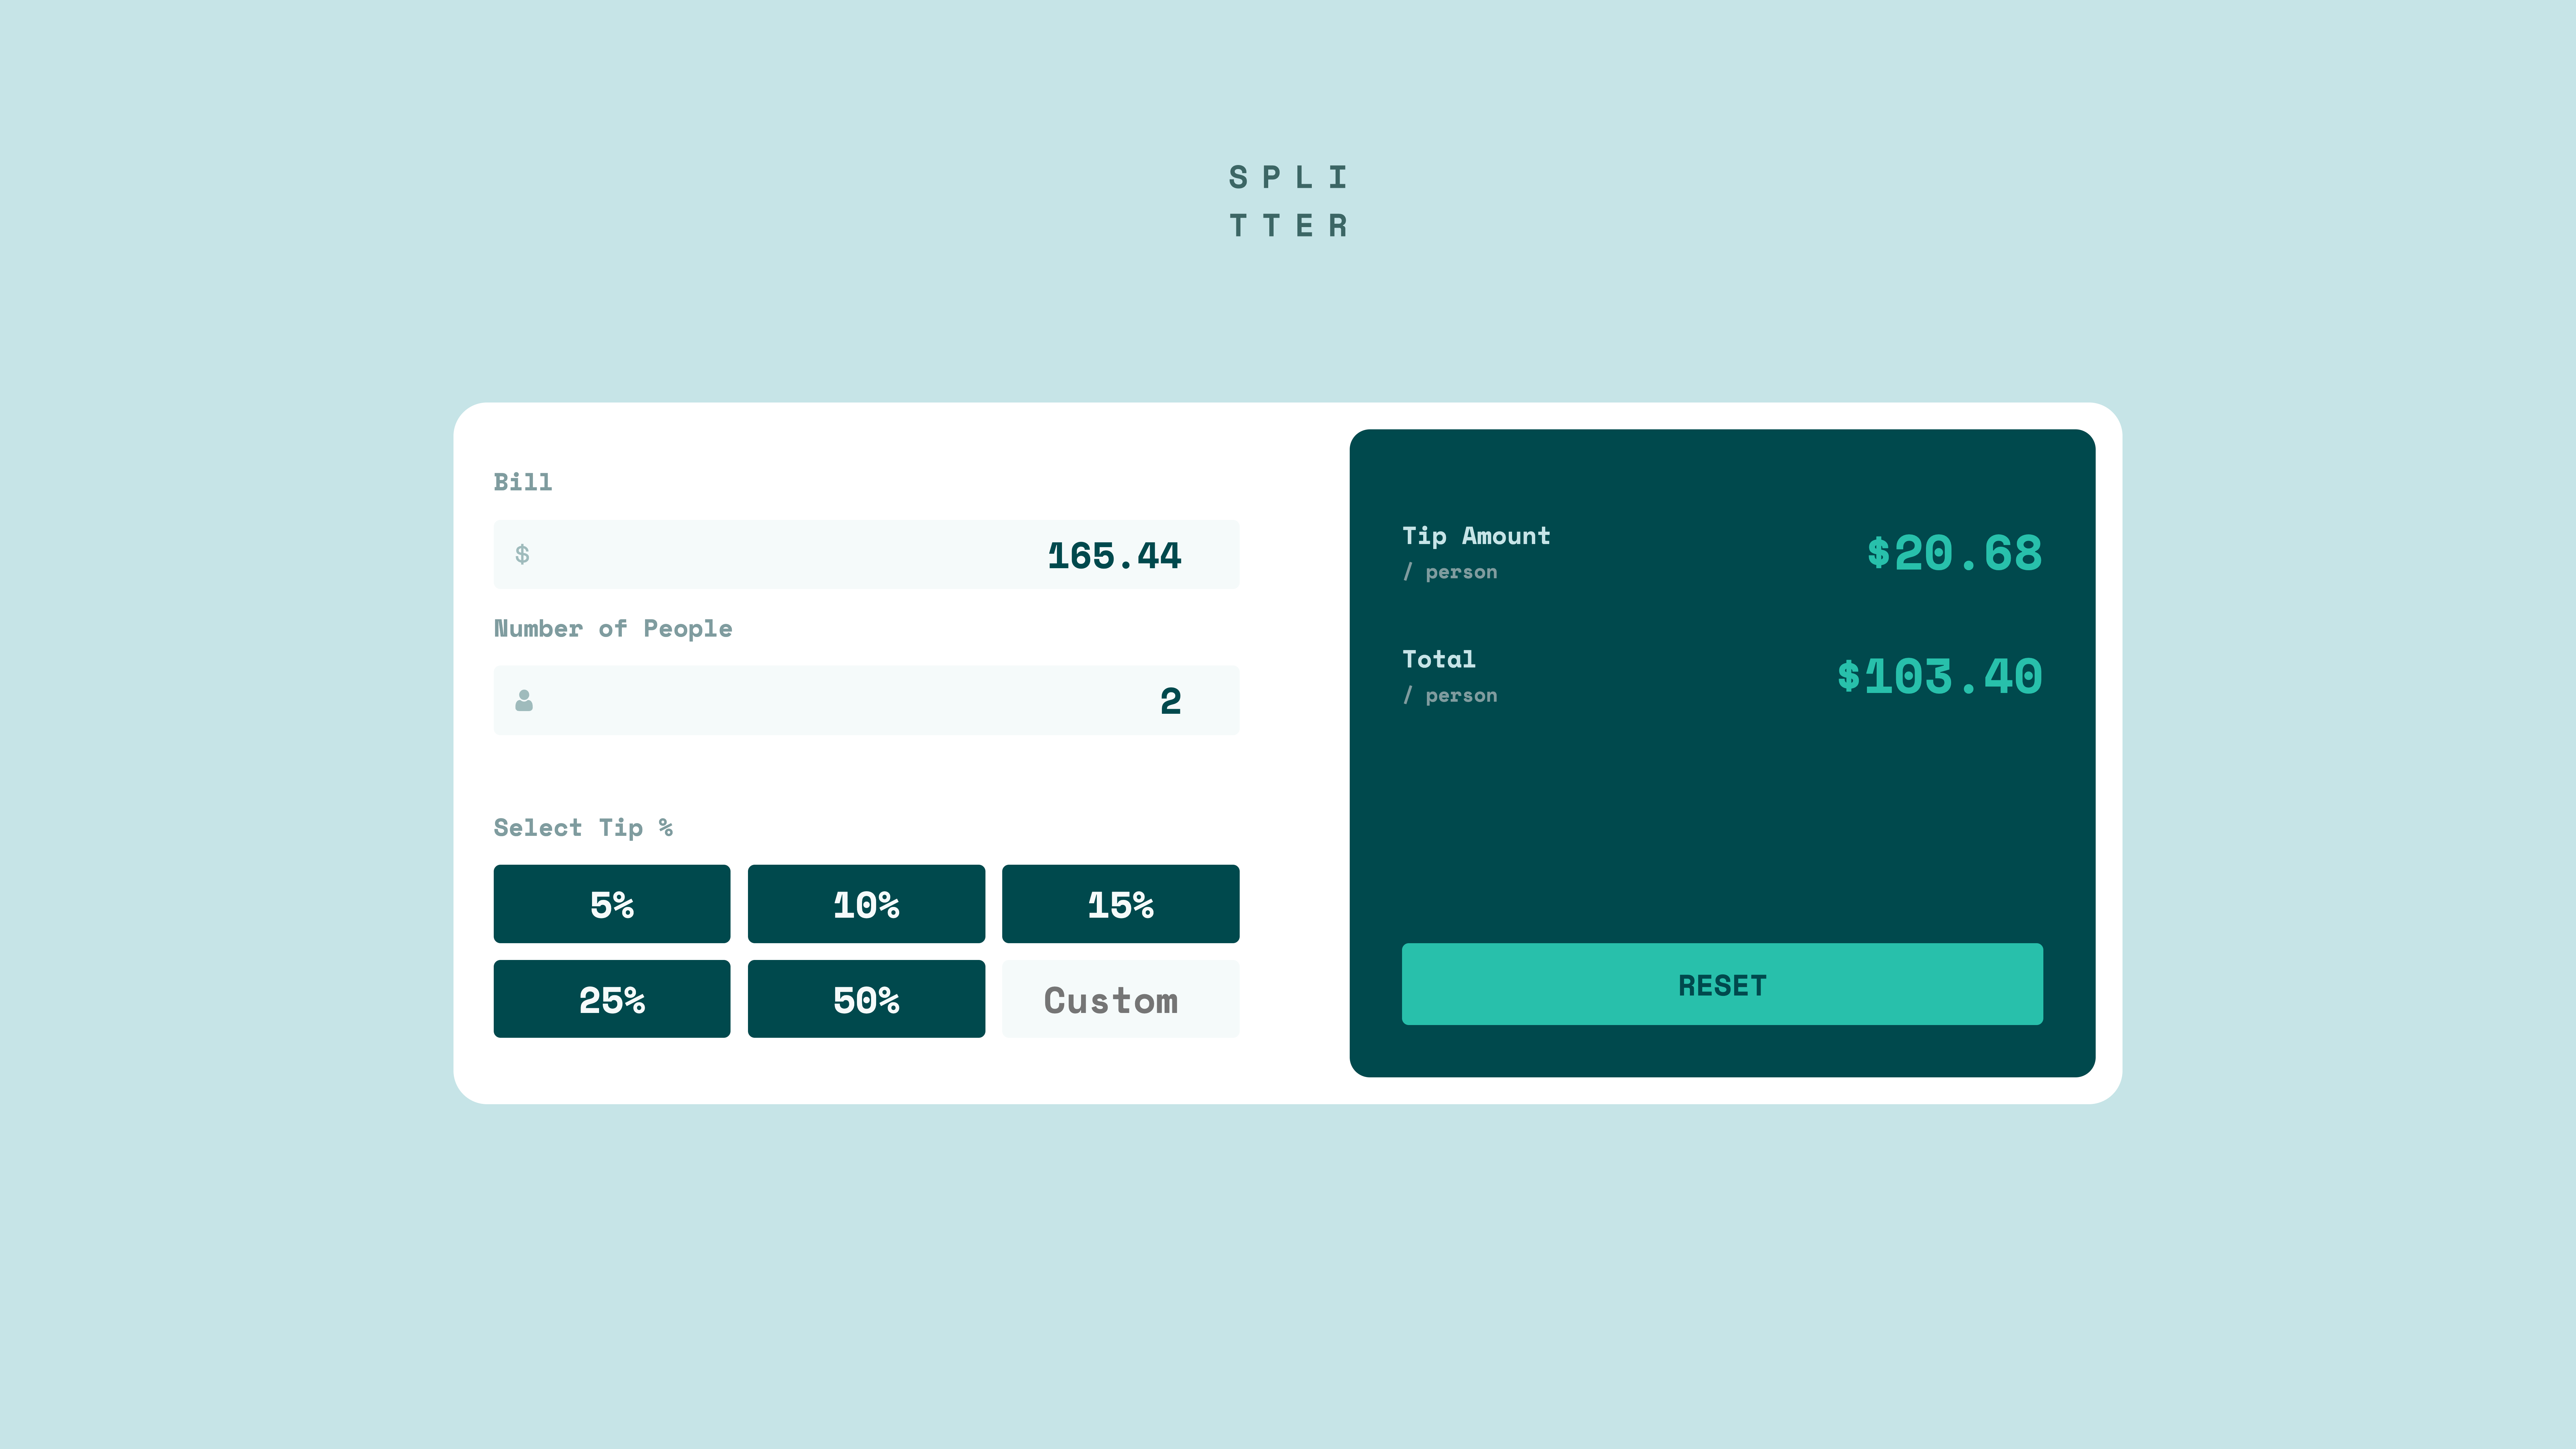 S P L I
T T E R
Bill
$ 165.44
Number of People
2
Select Tip %
5% 10% 15%
25% 50% Custom
Tip Amount
/ person
$20.68
Total
/ person
$103.40
RESET